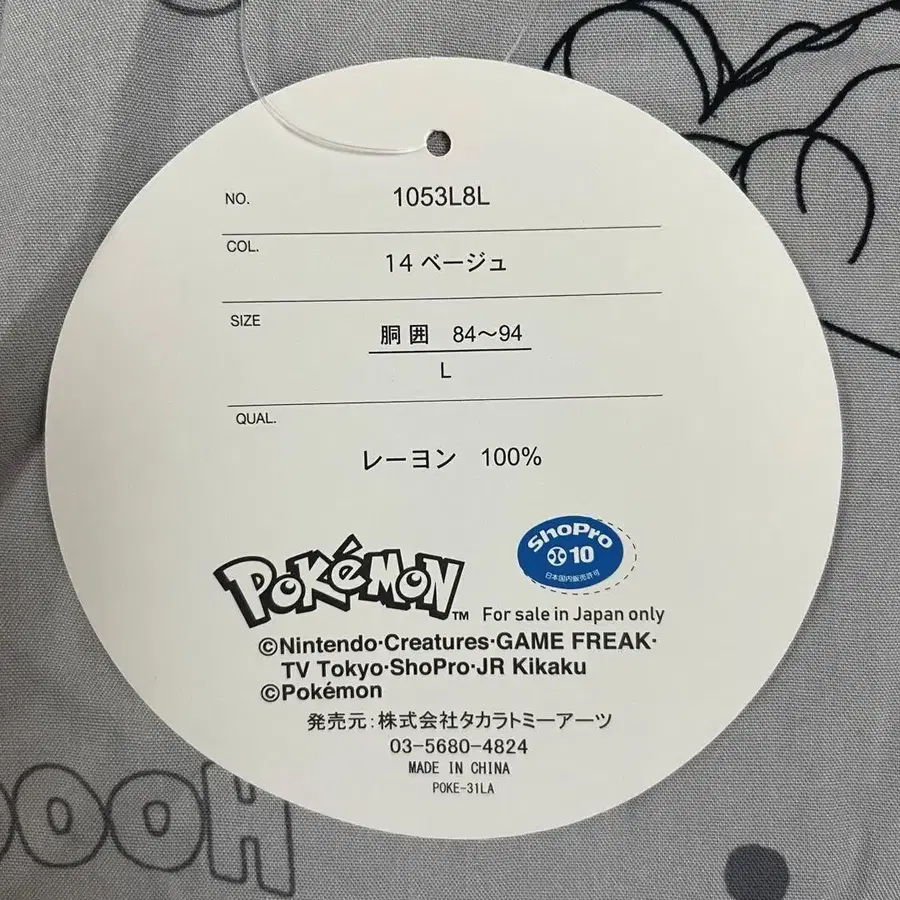 NO. 1053L8L
COL. 14 ベージュ
SIZE 胴囲 84～94
L
QUAL.
レーヨン 100%
ShoPro
10
日本国内販売許可
POKéMON™ For sale in Japan only
©Nintendo·Creatures·GAME FREAK·
TV Tokyo·ShoPro·JR Kikaku
©Pokémon
発売元:株式会社タカラトミーアーツ
03-5680-4824
MADE IN CHINA
POKE-31LA
OOOH